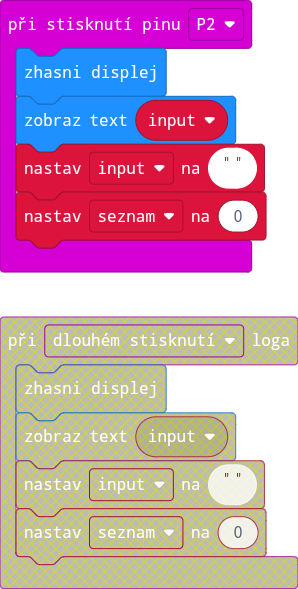 při stisknutí pinu P2
zhasni displej
zobraz text input
nastav input na " "
nastav seznam na 0
při dlouhém stisknutí loga
zhasni displej
zobraz text input
nastav input na " "
nastav seznam na 0